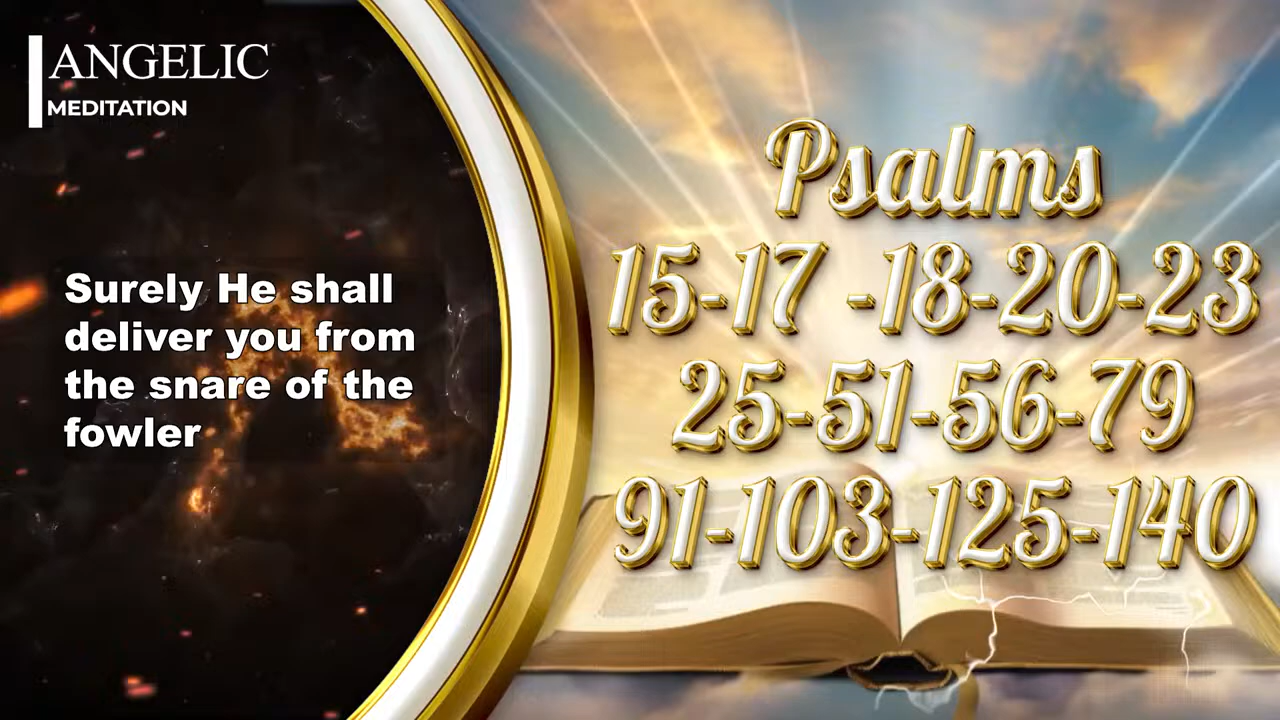 ANGELIC
MEDITATION
Surely He shall
deliver you from
the snare of the
fowler
Psalms
15-17 -18-20-23
25-51-56-79
91-103-125-140